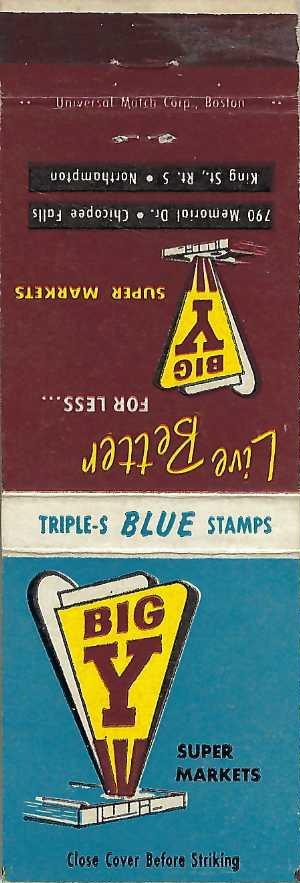 Universal Match Corp., Boston
Live Better
FOR LESS...
BIG
Y
SUPER MARKETS
790 Memorial Dr. • Chicopee Falls
King St., Rt. 5 • Northampton
TRIPLE-S BLUE STAMPS
BIG
Y
SUPER
MARKETS
Close Cover Before Striking